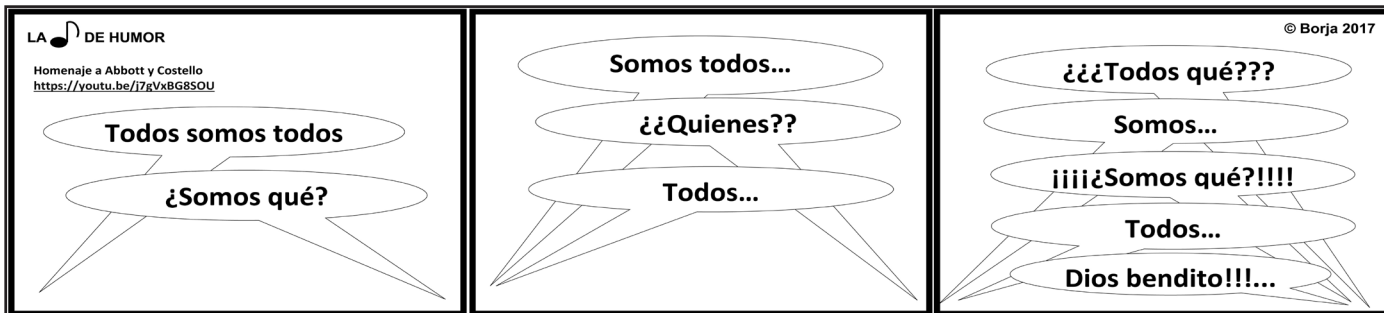 LA DE HUMOR
Homenaje a Abbott y Costello
https://youtu.be/j7gVxBG8SOU
Todos somos todos
¿Somos qué?
Somos todos...
¿¿Quienes??
Todos...
© Borja 2017
¿¿¿Todos qué???
Somos...
¡¡¡¡¿Somos qué?!!!!
Todos...
Dios bendito!!!...